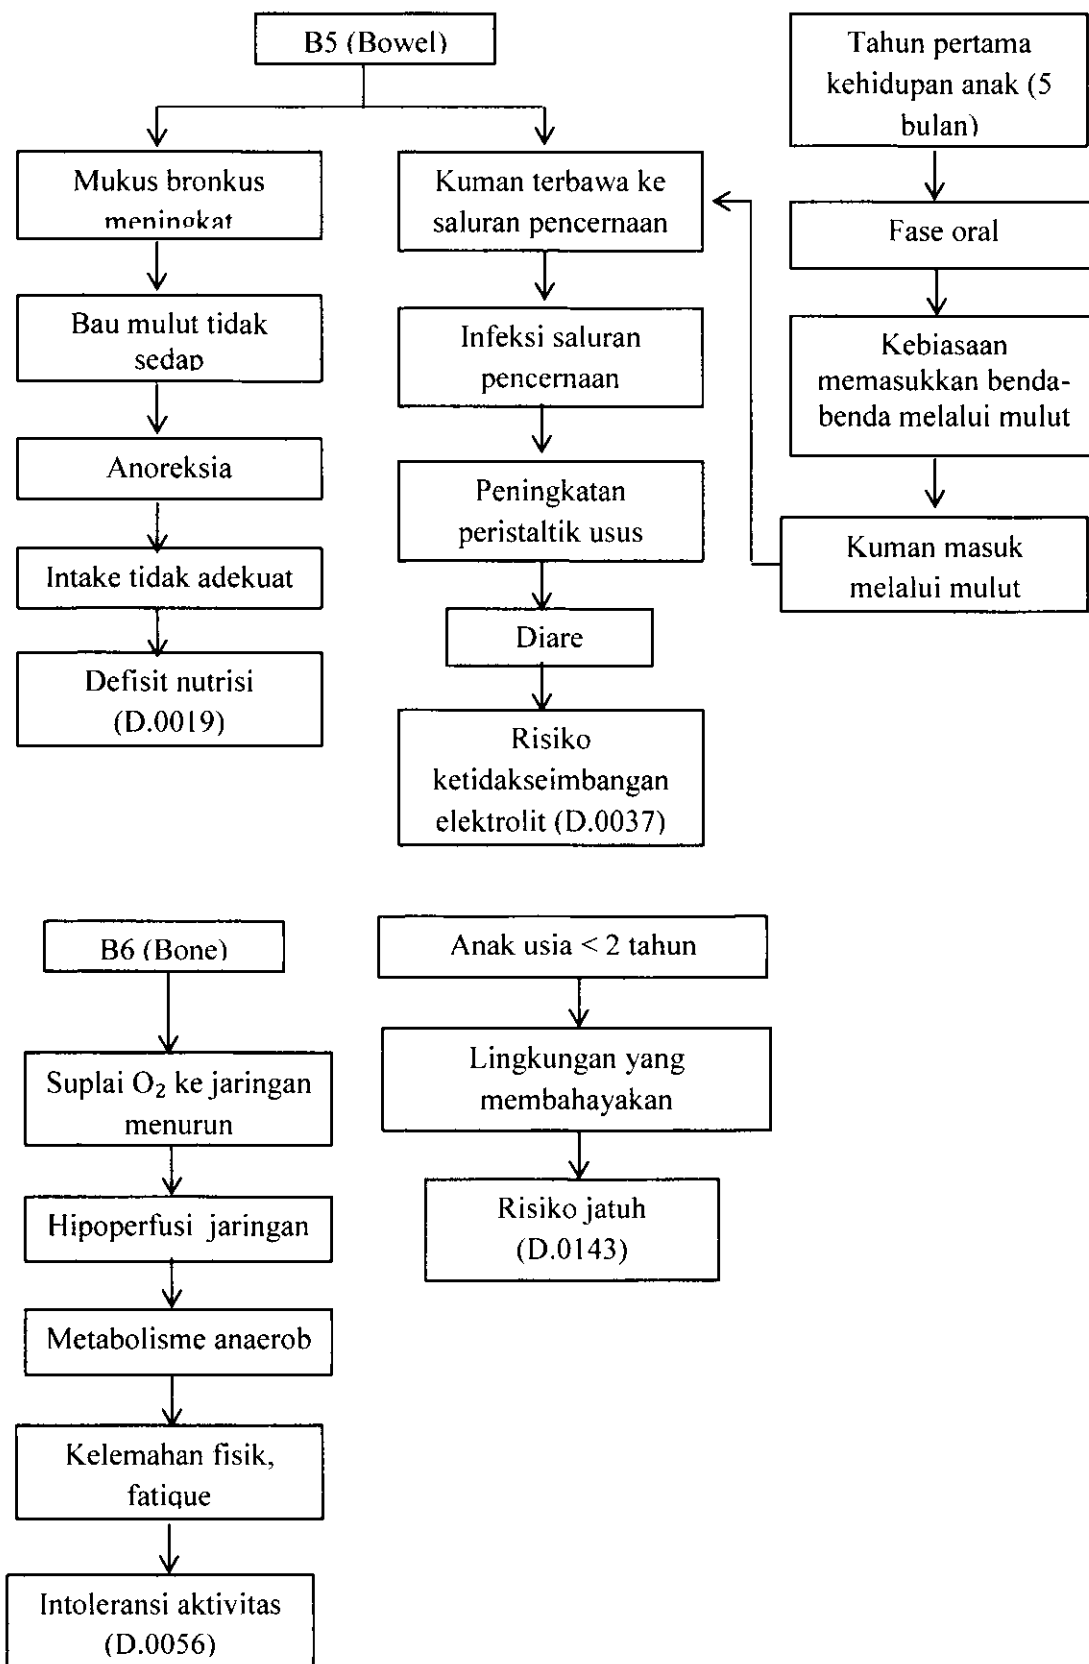 B5 (Bowel)
Mukus bronkus
meningkat
Bau mulut tidak
sedap
Anoreksia
Intake tidak adekuat
Defisit nutrisi
(D.0019)
Kuman terbawa ke
saluran pencernaan
Infeksi saluran
pencernaan
Peningkatan
peristaltik usus
Diare
Risiko
ketidakseimbangan
elektrolit (D.0037)
Tahun pertama
kehidupan anak (5
bulan)
Fase oral
Kebiasaan
memasukkan benda-
benda melalui mulut
Kuman masuk
melalui mulut
B6 (Bone)
Suplai O₂ ke jaringan
menurun
Hipoperfusi jaringan
Metabolisme anaerob
Kelemahan fisik,
fatique
Intoleransi aktivitas
(D.0056)
Anak usia < 2 tahun
Lingkungan yang
membahayakan
Risiko jatuh
(D.0143)